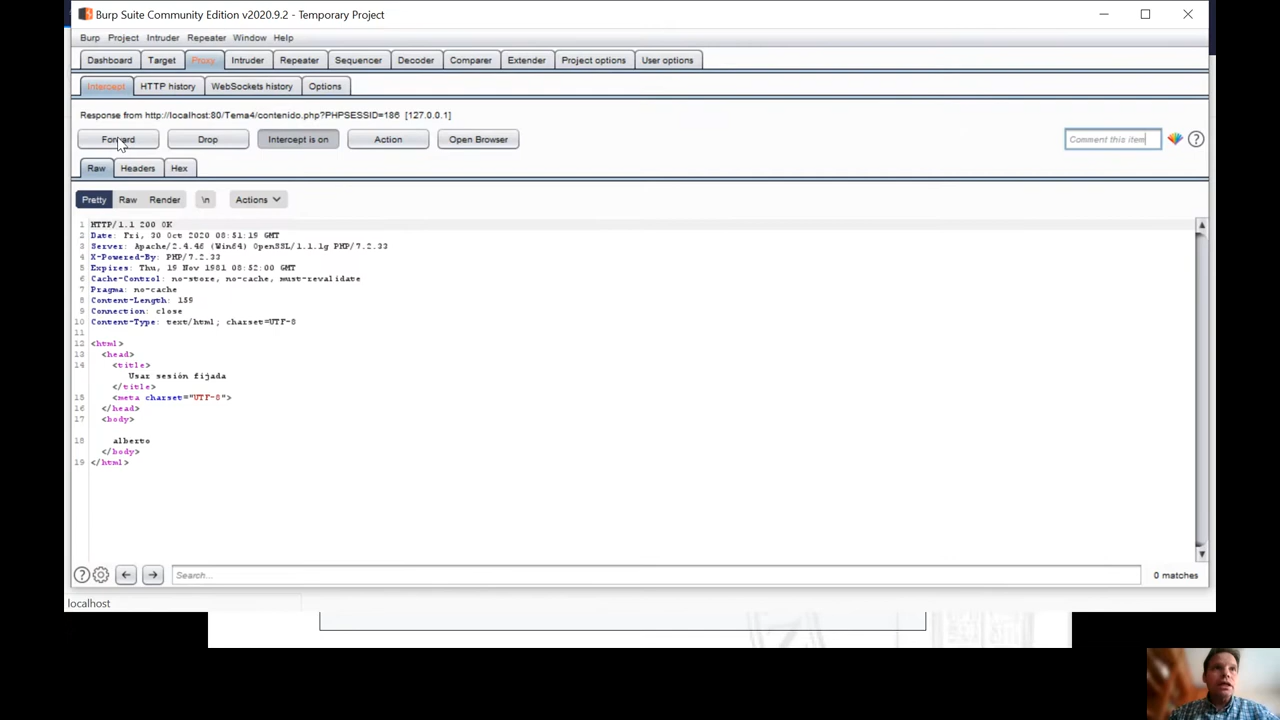 Burp Suite Community Edition v2020.9.2 - Temporary Project
Burp Project Intruder Repeater Window Help
Dashboard Target Proxy Intruder Repeater Sequencer Decoder Comparer Extender Project options User options
Intercept HTTP history WebSockets history Options
Response from http://localhost:80/Tema4/contenido.php?PHPSESSID=186 [127.0.0.1]
Forward Drop Intercept is on Action Open Browser Comment this item ?
Raw Headers Hex
Pretty Raw Render \n Actions
1 HTTP/1.1 200 OK
2 Date: Fri, 30 Oct 2020 08:51:19 GMT
3 Server: Apache/2.4.46 (Win64) OpenSSL/1.1.1g PHP/7.2.33
4 X-Powered-By: PHP/7.2.33
5 Expires: Thu, 19 Nov 1981 08:52:00 GMT
6 Cache-Control: no-store, no-cache, must-revalidate
7 Pragma: no-cache
8 Content-Length: 159
9 Connection: close
10 Content-Type: text/html; charset=UTF-8
11
12 <html>
13 <head>
14 <title>
Usar sesión fijada
</title>
15 <meta charset="UTF-8">
16 </head>
17 <body>
18 alberto
</body>
19 </html>
? Search... 0 matches
localhost